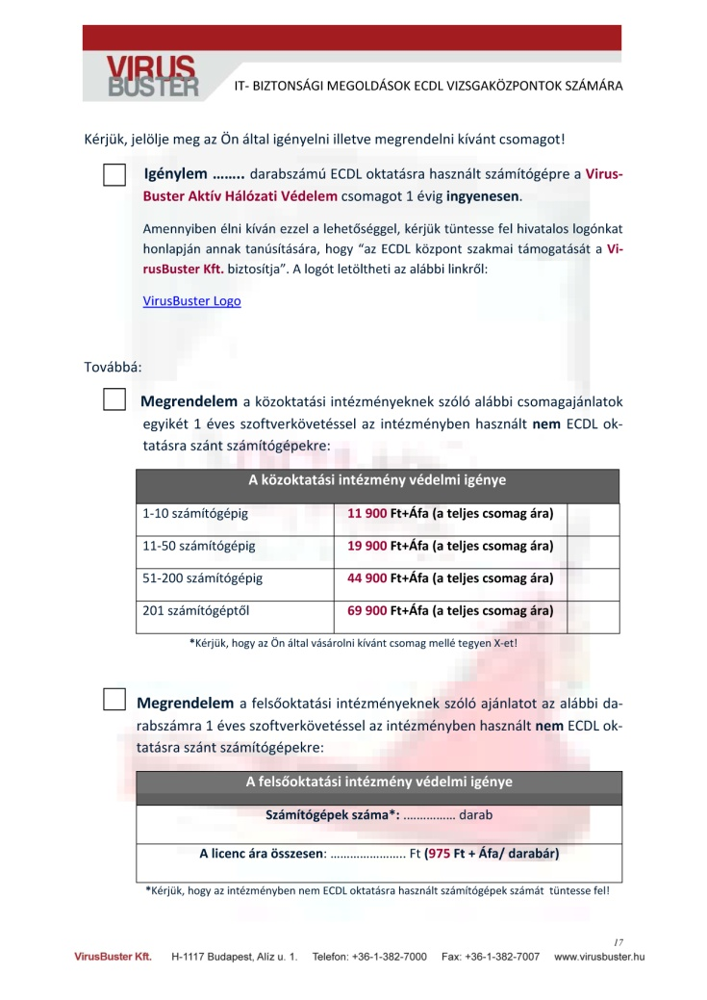 VIRUS
BUSTER
IT- BIZTONSÁGI MEGOLDÁSOK ECDL VIZSGAKÖZPONTOK SZÁMÁRA
Kérjük, jelölje meg az Ön által igényelni illetve megrendelni kívánt csomagot!
Igénylem …….. darabszámú ECDL oktatásra használt számítógépre a Virus-
Buster Aktív Hálózati Védelem csomagot 1 évig ingyenesen.
Amennyiben élni kíván ezzel a lehetőséggel, kérjük tüntesse fel hivatalos logónkat
honlapján annak tanúsítására, hogy “az ECDL központ szakmai támogatását a Vi-
rusBuster Kft. biztosítja”. A logót letöltheti az alábbi linkről:
VirusBuster Logo
Továbbá:
Megrendelem a közoktatási intézményeknek szóló alábbi csomagajánlatok
egyikét 1 éves szoftverkövetéssel az intézményben használt nem ECDL ok-
tatásra szánt számítógépekre:
A közoktatási intézmény védelmi igénye
1-10 számítógépig 11 900 Ft+Áfa (a teljes csomag ára)
11-50 számítógépig 19 900 Ft+Áfa (a teljes csomag ára)
51-200 számítógépig 44 900 Ft+Áfa (a teljes csomag ára)
201 számítógéptől 69 900 Ft+Áfa (a teljes csomag ára)
*Kérjük, hogy az Ön által vásárolni kívánt csomag mellé tegyen X-et!
Megrendelem a felsőoktatási intézményeknek szóló ajánlatot az alábbi da-
rabszámra 1 éves szoftverkövetéssel az intézményben használt nem ECDL ok-
tatásra szánt számítógépekre:
A felsőoktatási intézmény védelmi igénye
Számítógépek száma*: …………… darab
A licenc ára összesen: ………………….. Ft (975 Ft + Áfa/ darabár)
*Kérjük, hogy az intézményben nem ECDL oktatásra használt számítógépek számát tüntesse fel!
17
VirusBuster Kft. H-1117 Budapest, Alíz u. 1. Telefon: +36-1-382-7000 Fax: +36-1-382-7007 www.virusbuster.hu